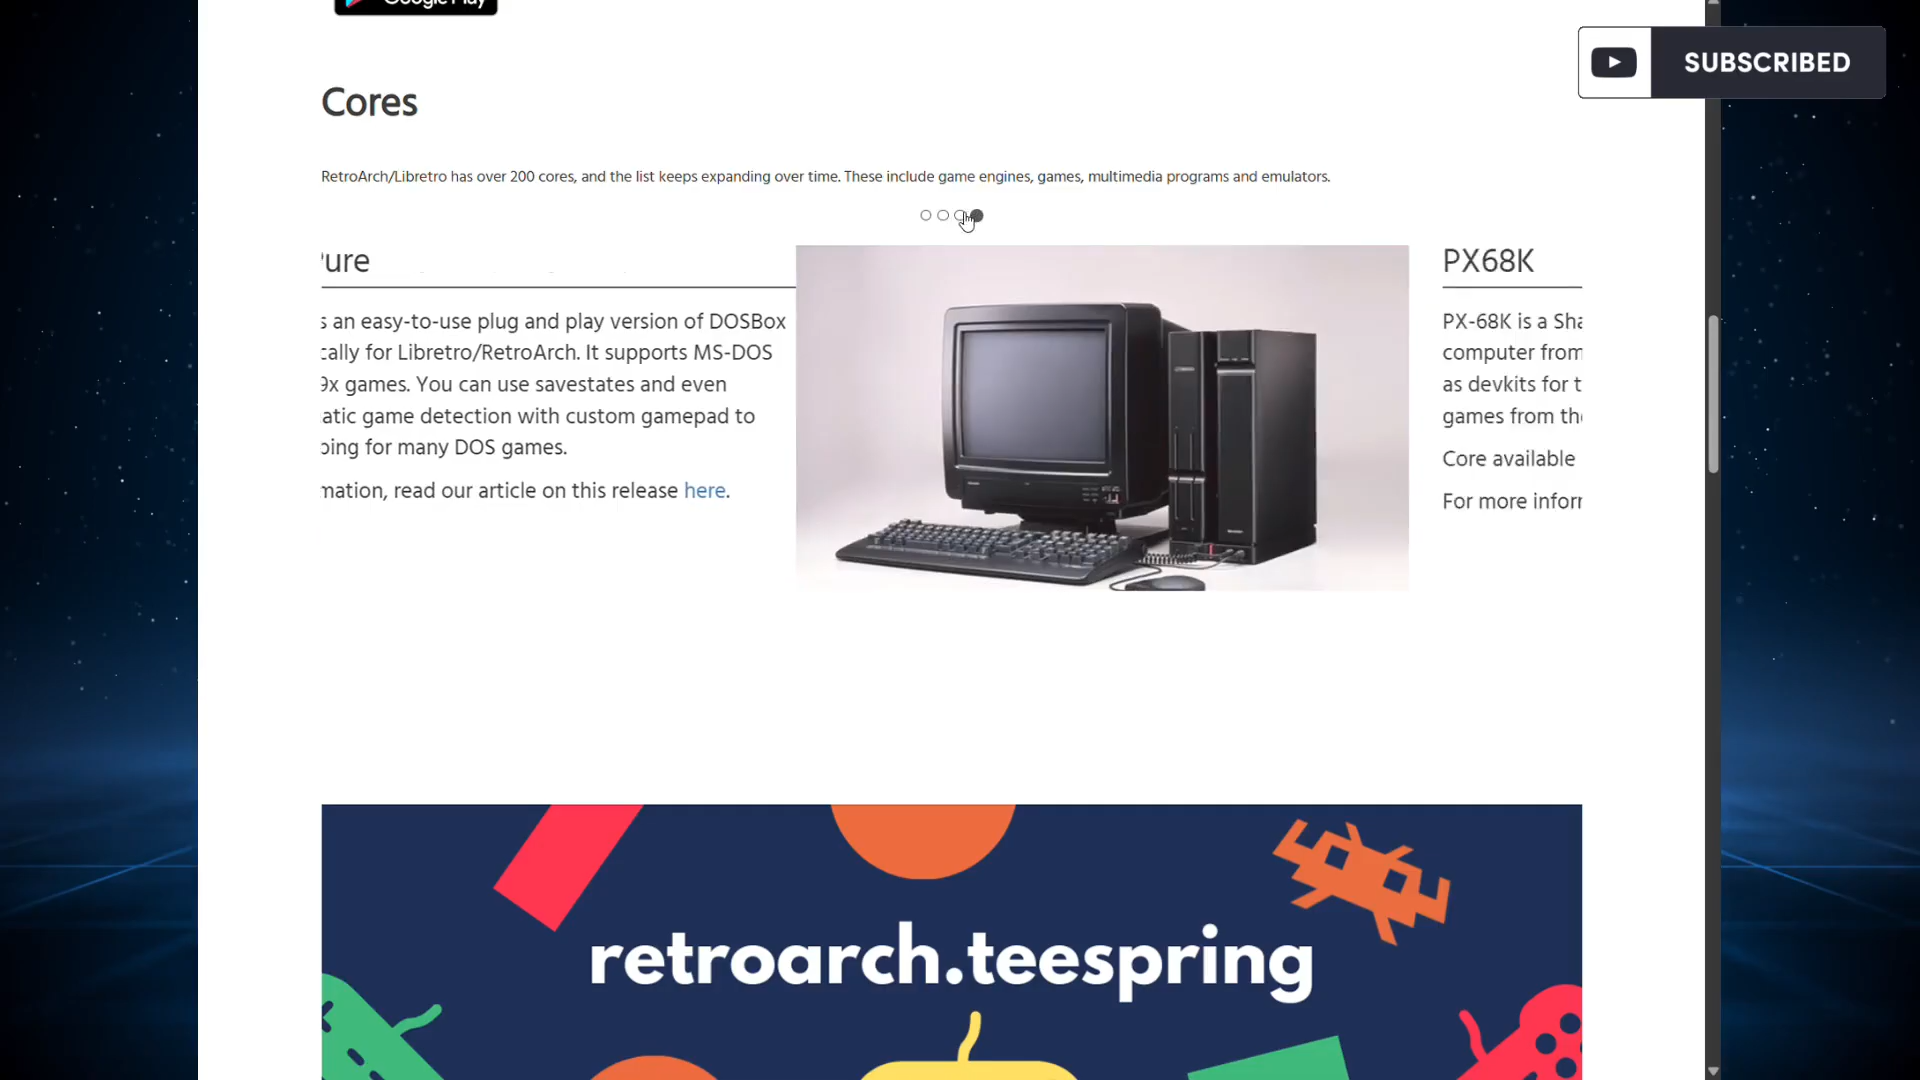 Google Play
SUBSCRIBED
Cores
RetroArch/Libretro has over 200 cores, and the list keeps expanding over time. These include game engines, games, multimedia programs and emulators.
Pure
s an easy-to-use plug and play version of DOSBox
cally for Libretro/RetroArch. It supports MS-DOS
9x games. You can use savestates and even
atic game detection with custom gamepad to
ping for many DOS games.
mation, read our article on this release here.
PX68K
PX-68K is a Sha
computer from
as devkits for t
games from the
Core available
For more inforr
retroarch.teespring